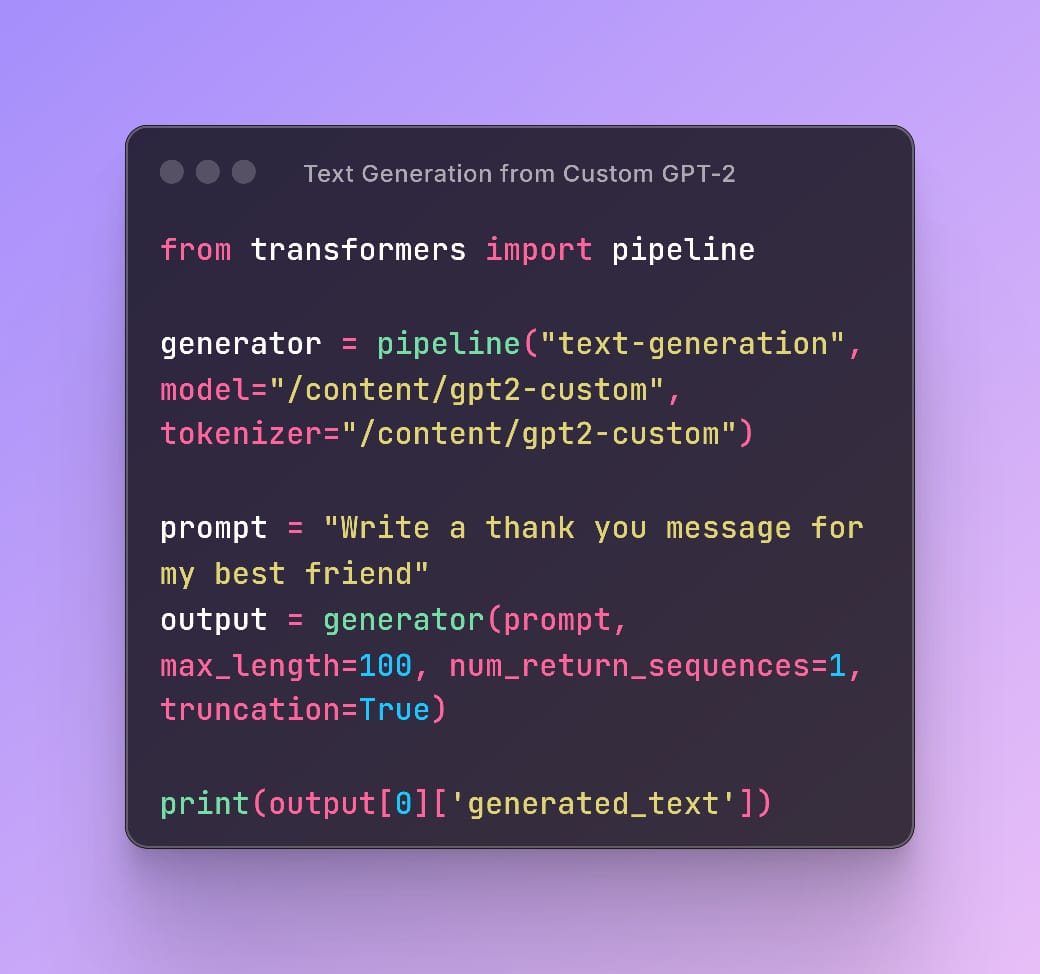 Text Generation from Custom GPT-2
from transformers import pipeline
generator = pipeline("text-generation",
model="/content/gpt2-custom",
tokenizer="/content/gpt2-custom")
prompt = "Write a thank you message for
my best friend"
output = generator(prompt,
max_length=100, num_return_sequences=1,
truncation=True)
print(output[0]['generated_text'])